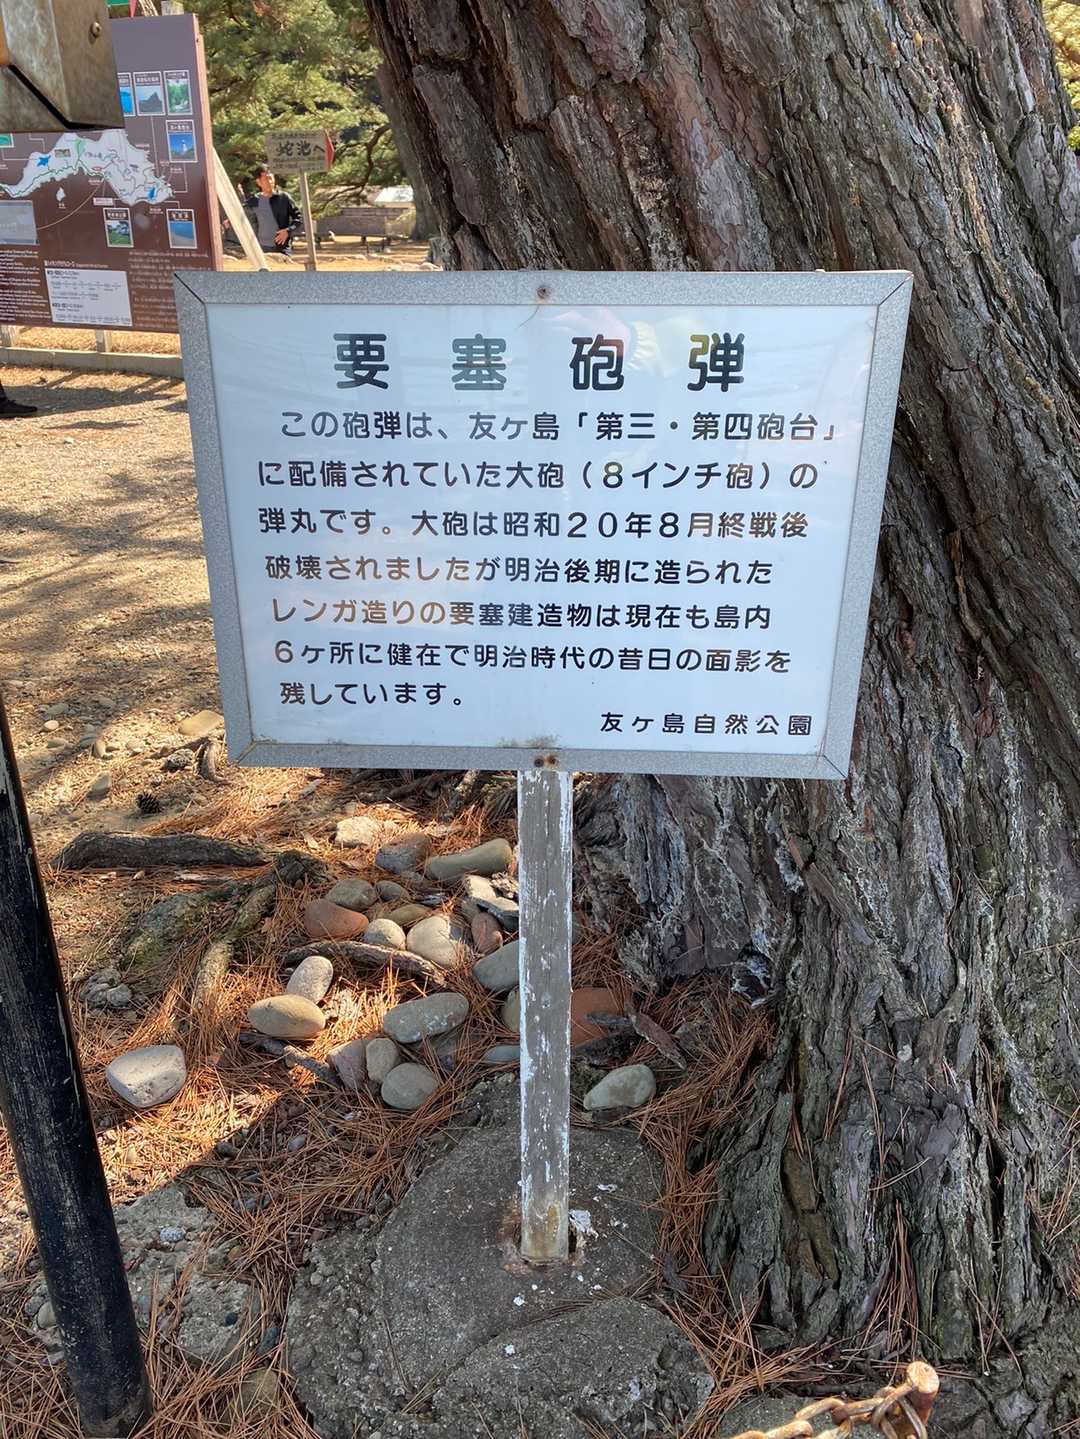 蛇池へ
要塞砲弾
この砲弾は、友ヶ島「第三・第四砲台」
に配備されていた大砲（８インチ砲）の
弾丸です。大砲は昭和２０年８月終戦後
破壊されましたが明治後期に造られた
レンガ造りの要塞建造物は現在も島内
６ヶ所に健在で明治時代の昔日の面影を
残しています。
友ヶ島自然公園